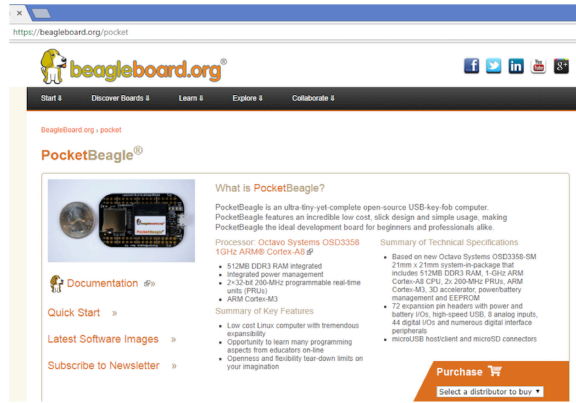 https://beagleboard.org/pocket
beagleboard.org®
Start
Discover Boards
Learn
Explore
Collaborate
BeagleBoard.org › pocket
PocketBeagle®
What is PocketBeagle?
PocketBeagle is an ultra-tiny-yet-complete open-source USB-key-fob computer.
PocketBeagle features an incredible low cost, slick design and simple usage, making
PocketBeagle the ideal development board for beginners and professionals alike.
Processor: Octavo Systems OSD3358
1GHz ARM® Cortex-A8
• 512MB DDR3 RAM integrated
• Integrated power management
• 2×32-bit 200-MHz programmable real-time
units (PRUs)
• ARM Cortex-M3
Summary of Key Features
• Low cost Linux computer with tremendous
expansibility
• Opportunity to learn many programming
aspects from educators on-line
• Openness and flexibility tear-down limits on
your imagination
Summary of Technical Specifications
• Based on new Octavo Systems OSD3358-SM
21mm x 21mm system-in-package that
includes 512MB DDR3 RAM, 1-GHz ARM
Cortex-A8 CPU, 2x 200-MHz PRUs, ARM
Cortex-M3, 3D accelerator, power/battery
management and EEPROM
• 72 expansion pin headers with power and
battery I/Os, high-speed USB, 8 analog inputs,
44 digital I/Os and numerous digital interface
peripherals
• microUSB host/client and microSD connectors
Documentation »
Quick Start »
Latest Software Images »
Subscribe to Newsletter »
Purchase
Select a distributor to buy